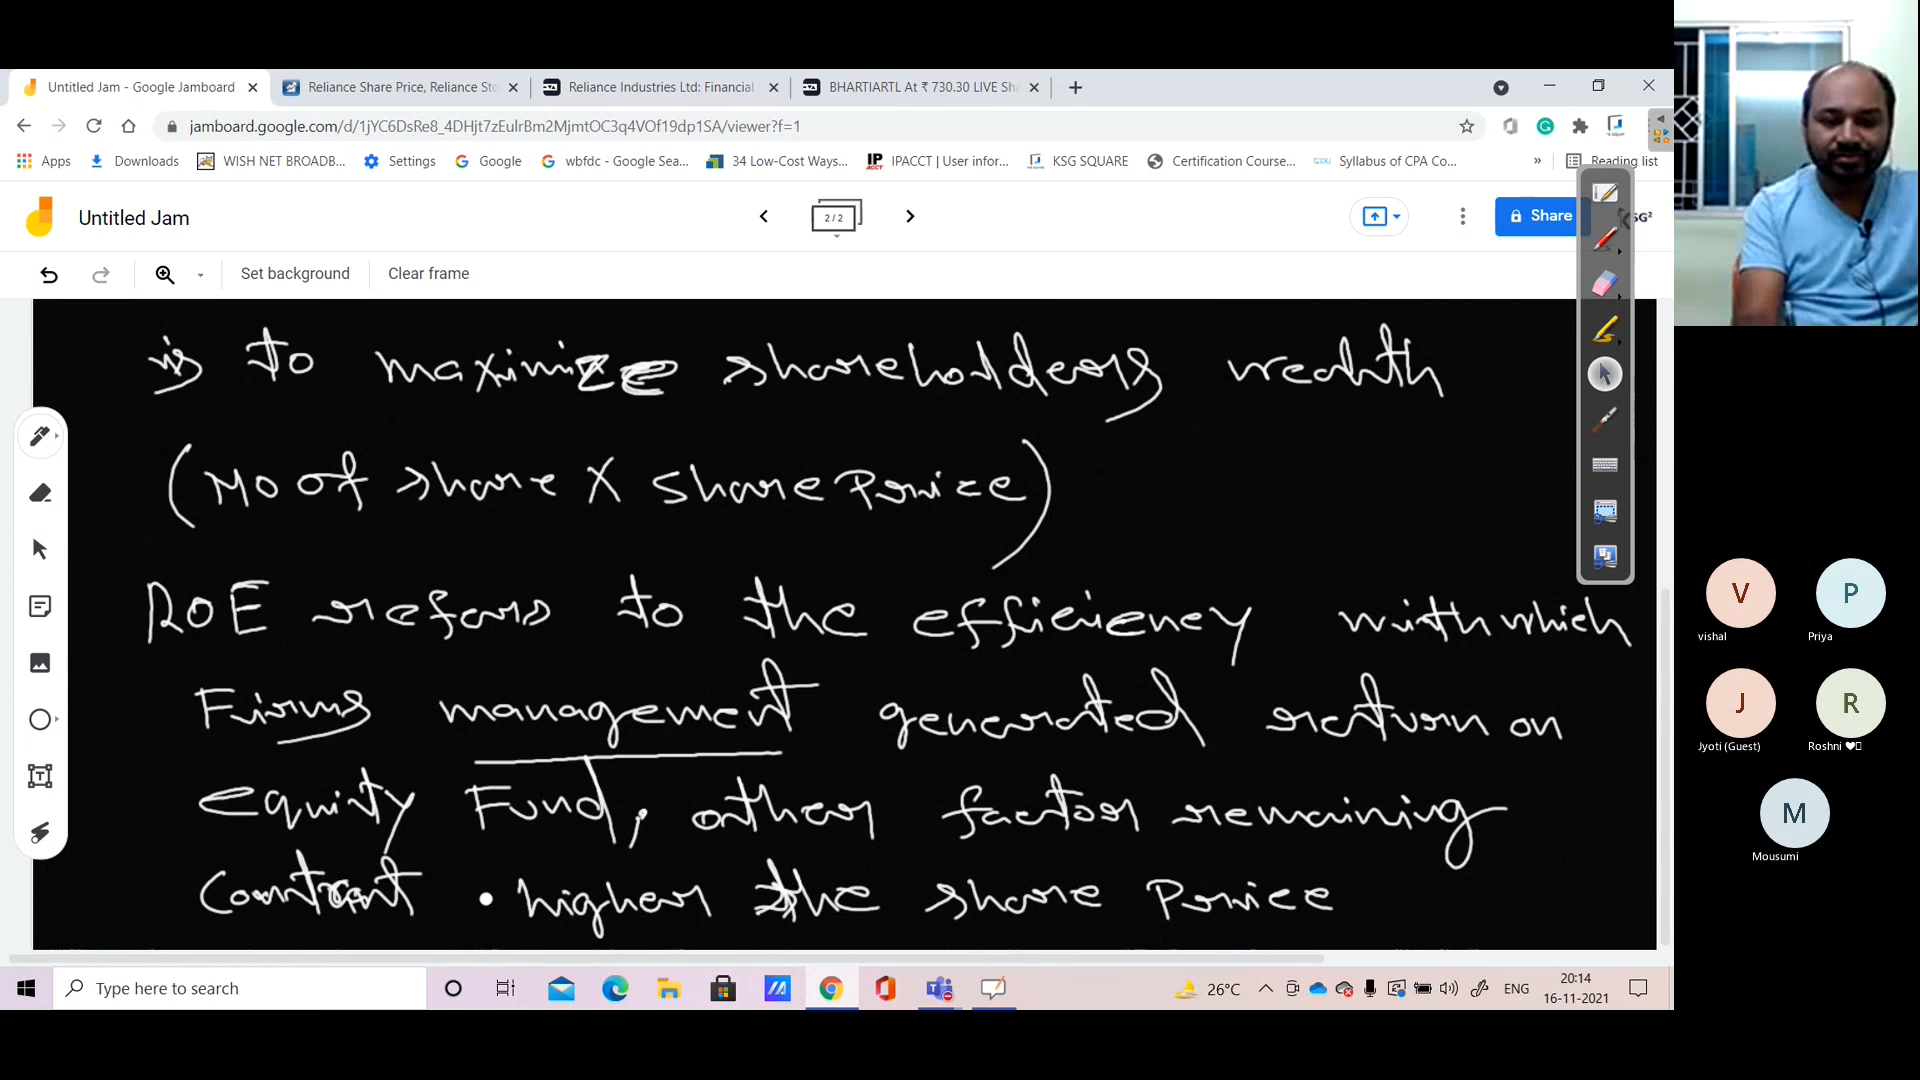 Untitled Jam - Google Jamboard
Reliance Share Price, Reliance Sto
Reliance Industries Ltd: Financial
BHARTIARTL At ₹ 730.30 LIVE Sha
jamboard.google.com/d/1jYC6DsRe8_4DHjt7zEulrBm2MjmtOC3q4VOf19dp1SA/viewer?f=1
Apps Downloads WISH NET BROADB... Settings Google wbfdc - Google Sea... 34 Low-Cost Ways... IPACCT | User infor... KSG SQUARE Certification Course... Syllabus of CPA Co... » Reading list
Untitled Jam
2 / 2
Share
SG²
Set background Clear frame
is to maximize shareholders wealth
(No of share X share Price)
ROE refers to the efficiency with which
Firms management generated return on
equity Fund, other factor remaining
Constant . higher the share Price
V P
vishal Priya
J R
Jyoti (Guest) Roshni ❤
M
Mousumi
Type here to search
26°C
ENG
20:14
16-11-2021